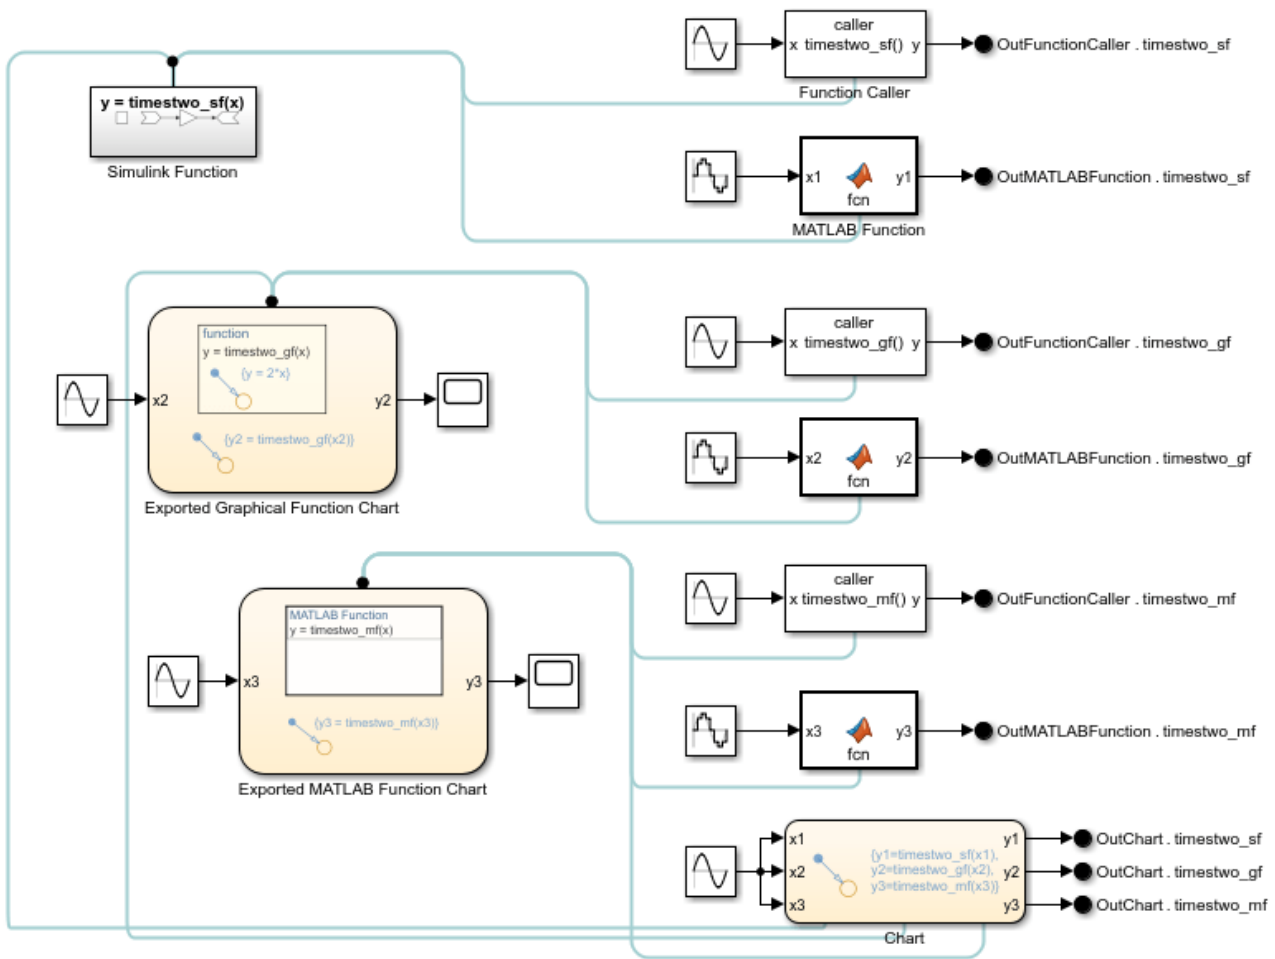 y = timestwo_sf(x)
Simulink Function
caller
x timestwo_sf() y
Function Caller
OutFunctionCaller . timestwo_sf
x1 y1
fcn
MATLAB Function
OutMATLABFunction . timestwo_sf
function
y = timestwo_gf(x)
{y = 2*x}
x2 y2
{y2 = timestwo_gf(x2)}
Exported Graphical Function Chart
caller
x timestwo_gf() y
OutFunctionCaller . timestwo_gf
x2 y2
fcn
OutMATLABFunction . timestwo_gf
MATLAB Function
y = timestwo_mf(x)
x3 y3
{y3 = timestwo_mf(x3)}
Exported MATLAB Function Chart
caller
x timestwo_mf() y
OutFunctionCaller . timestwo_mf
x3 y3
fcn
OutMATLABFunction . timestwo_mf
x1 y1
x2 y2
x3 y3
{y1=timestwo_sf(x1),
y2=timestwo_gf(x2),
y3=timestwo_mf(x3)}
Chart
OutChart . timestwo_sf
OutChart . timestwo_gf
OutChart . timestwo_mf